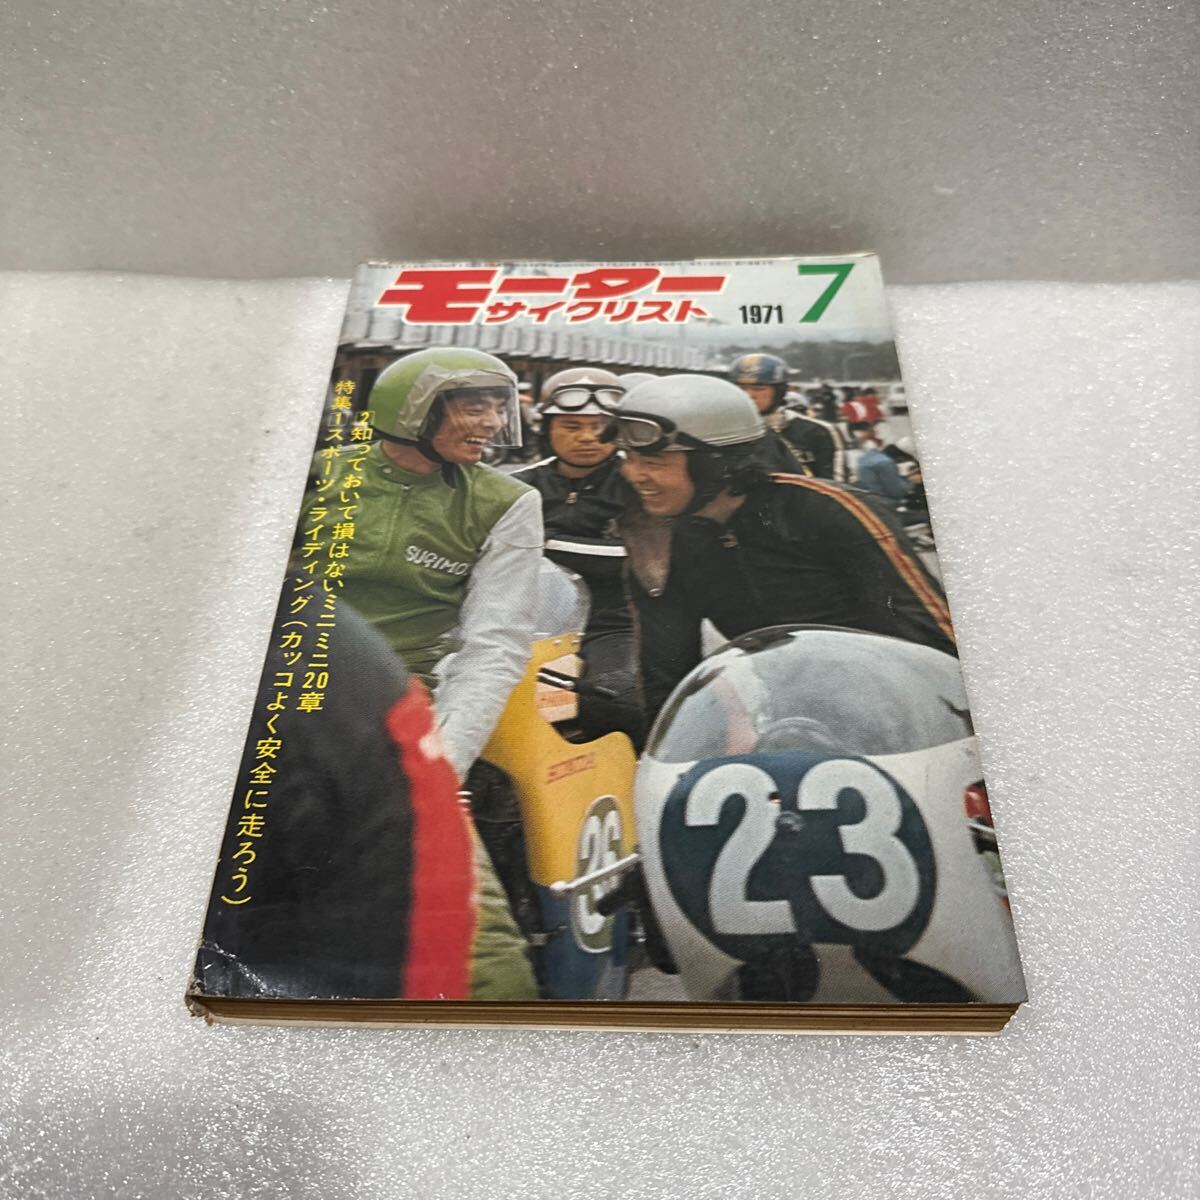 モーター
サイクリスト
1971 7
特集1スポーツ・ライディング(カッコよく安全に走ろう)
2知っておいて損はないミニミニ20章
SUGIMO
HONDA
26
23